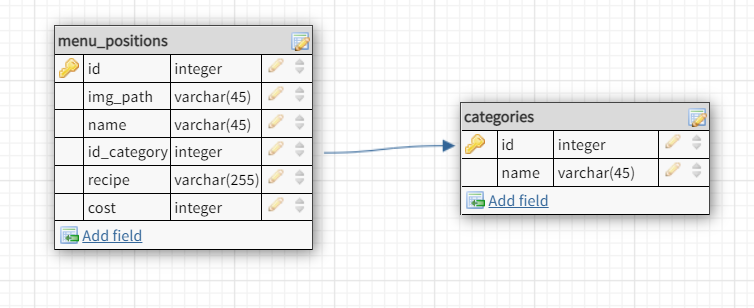 menu_positions
id integer
img_path varchar(45)
name varchar(45)
id_category integer
recipe varchar(255)
cost integer
Add field
categories
id integer
name varchar(45)
Add field